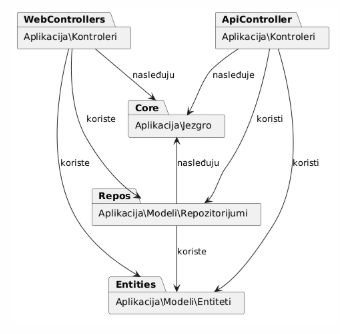 WebControllers
Aplikacija\Kontroleri
ApiController
Aplikacija\Kontroleri
nasleđuju
nasleđuje
Core
Aplikacija\Jezgro
koriste
koristi
koriste
nasleđuju
koristi
Repos
Aplikacija\Modeli\Repozitorijumi
koriste
Entities
Aplikacija\Modeli\Entiteti